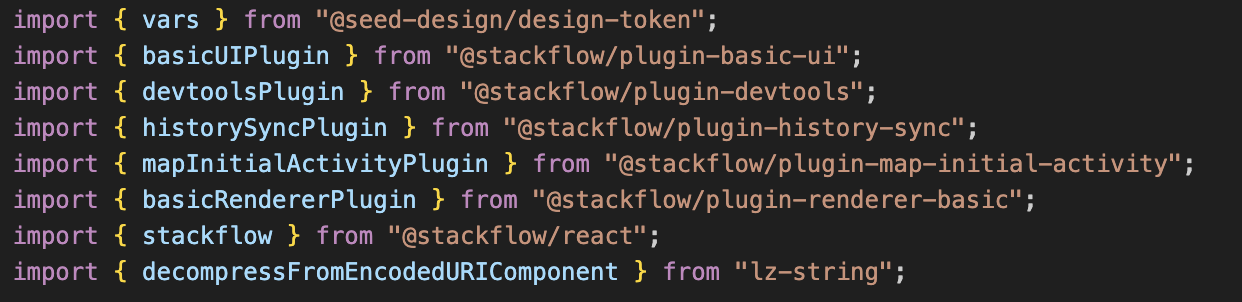 import { vars } from "@seed-design/design-token";
import { basicUIPlugin } from "@stackflow/plugin-basic-ui";
import { devtoolsPlugin } from "@stackflow/plugin-devtools";
import { historySyncPlugin } from "@stackflow/plugin-history-sync";
import { mapInitialActivityPlugin } from "@stackflow/plugin-map-initial-activity";
import { basicRendererPlugin } from "@stackflow/plugin-renderer-basic";
import { stackflow } from "@stackflow/react";
import { decompressFromEncodedURIComponent } from "lz-string";